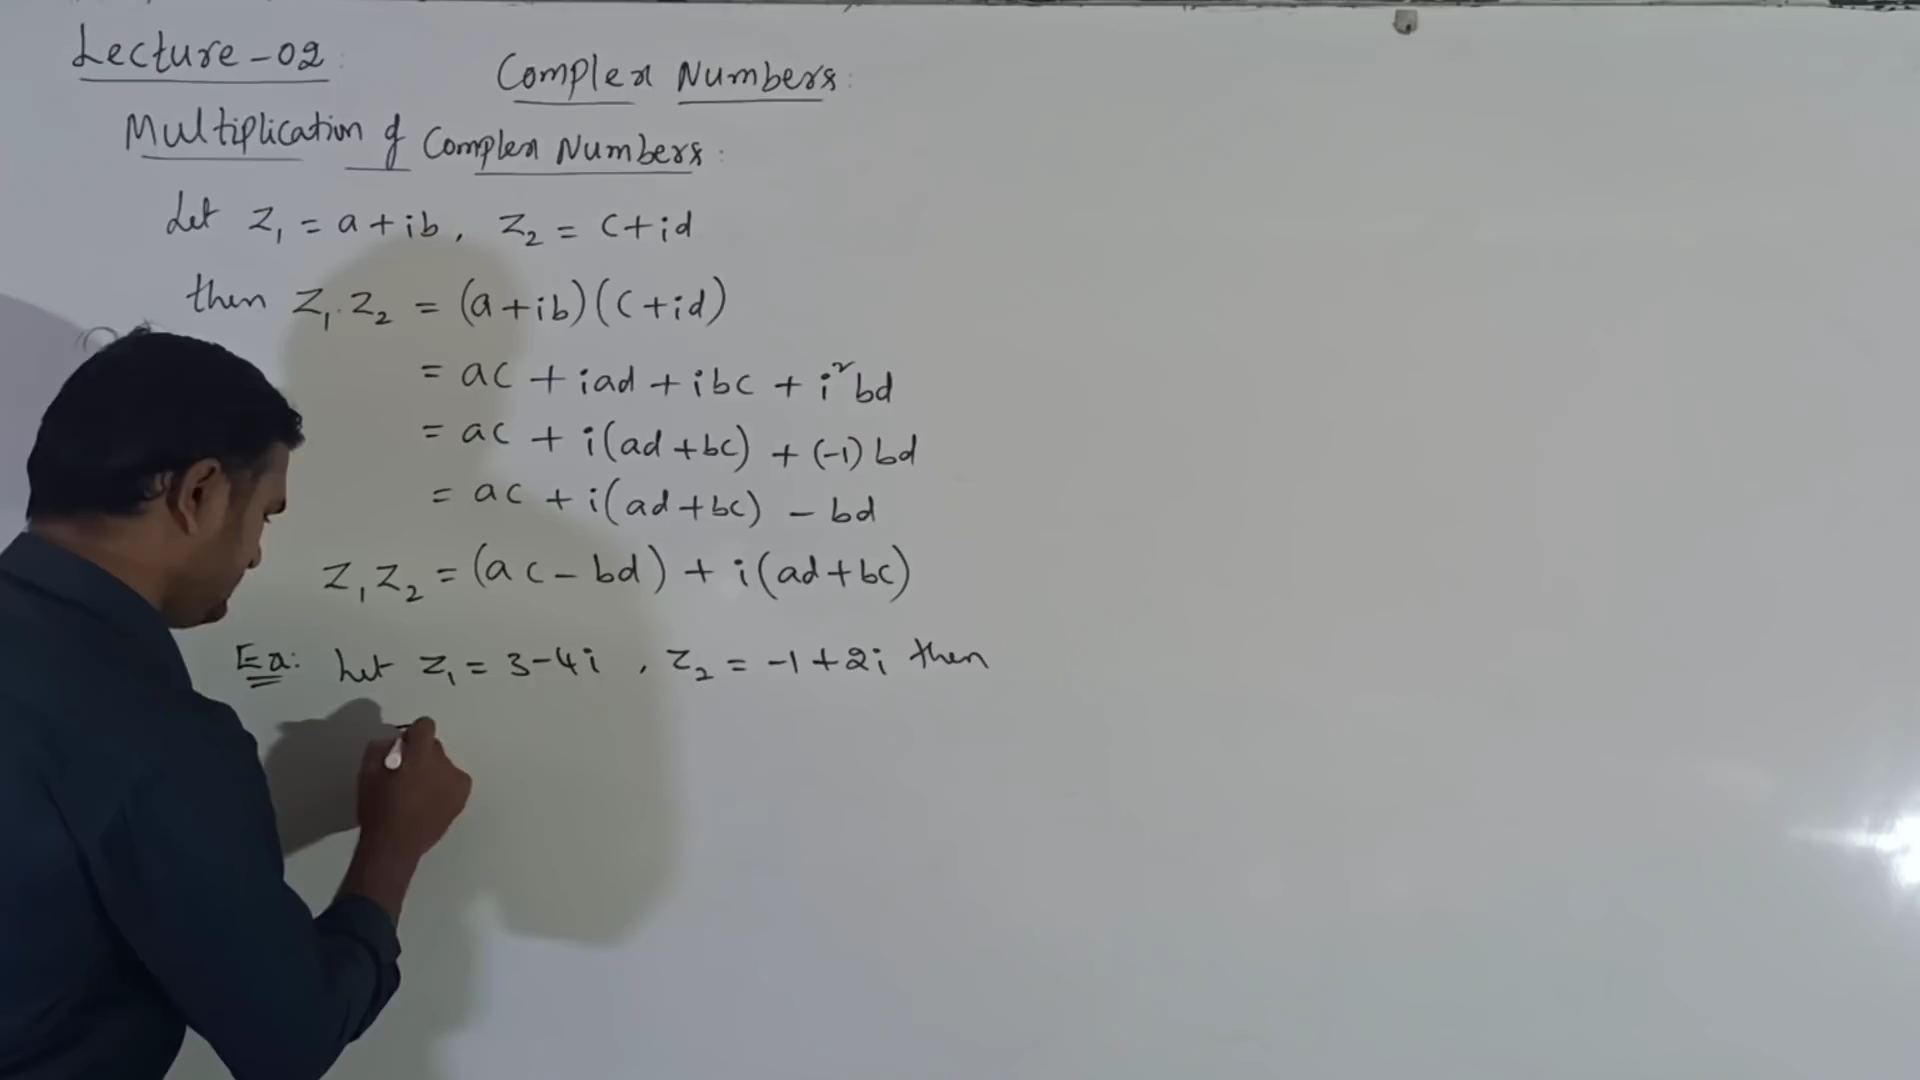 Lecture-02:
Complex Numbers:
Multiplication of Complex Numbers:
Let z₁ = a+ib, z₂ = c+id
then z₁.z₂ = (a+ib)(c+id)
= ac + iad + ibc + i²bd
= ac + i(ad+bc) + (-1)bd
= ac + i(ad+bc) - bd
z₁z₂ = (ac-bd) + i(ad+bc)
Ex: Let z₁ = 3-4i, z₂ = -1+2i then